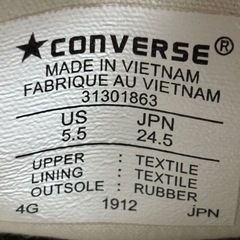 ★CONVERSE®
MADE IN VIETNAM
FABRIQUE AU VIETNAM
31301863
US JPN
5.5 24.5
UPPER : TEXTILE
LINING : TEXTILE
OUTSOLE : RUBBER
4G 1912 JPN